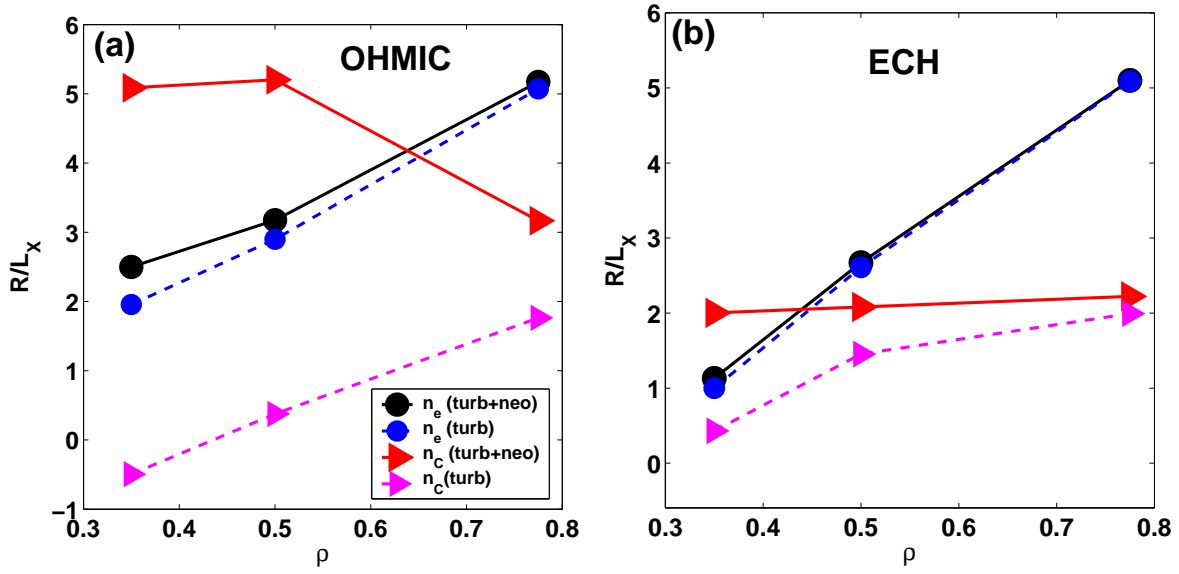 (a)
OHMIC
6
5
4
3
2
1
0
−1
R/L_X
0.3
0.4
0.5
0.6
0.7
0.8
ρ
n_e (turb+neo)
n_e (turb)
n_C (turb+neo)
n_C(turb)
(b)
ECH
6
5
4
3
2
1
0
R/L_X
0.3
0.4
0.5
0.6
0.7
0.8
ρ